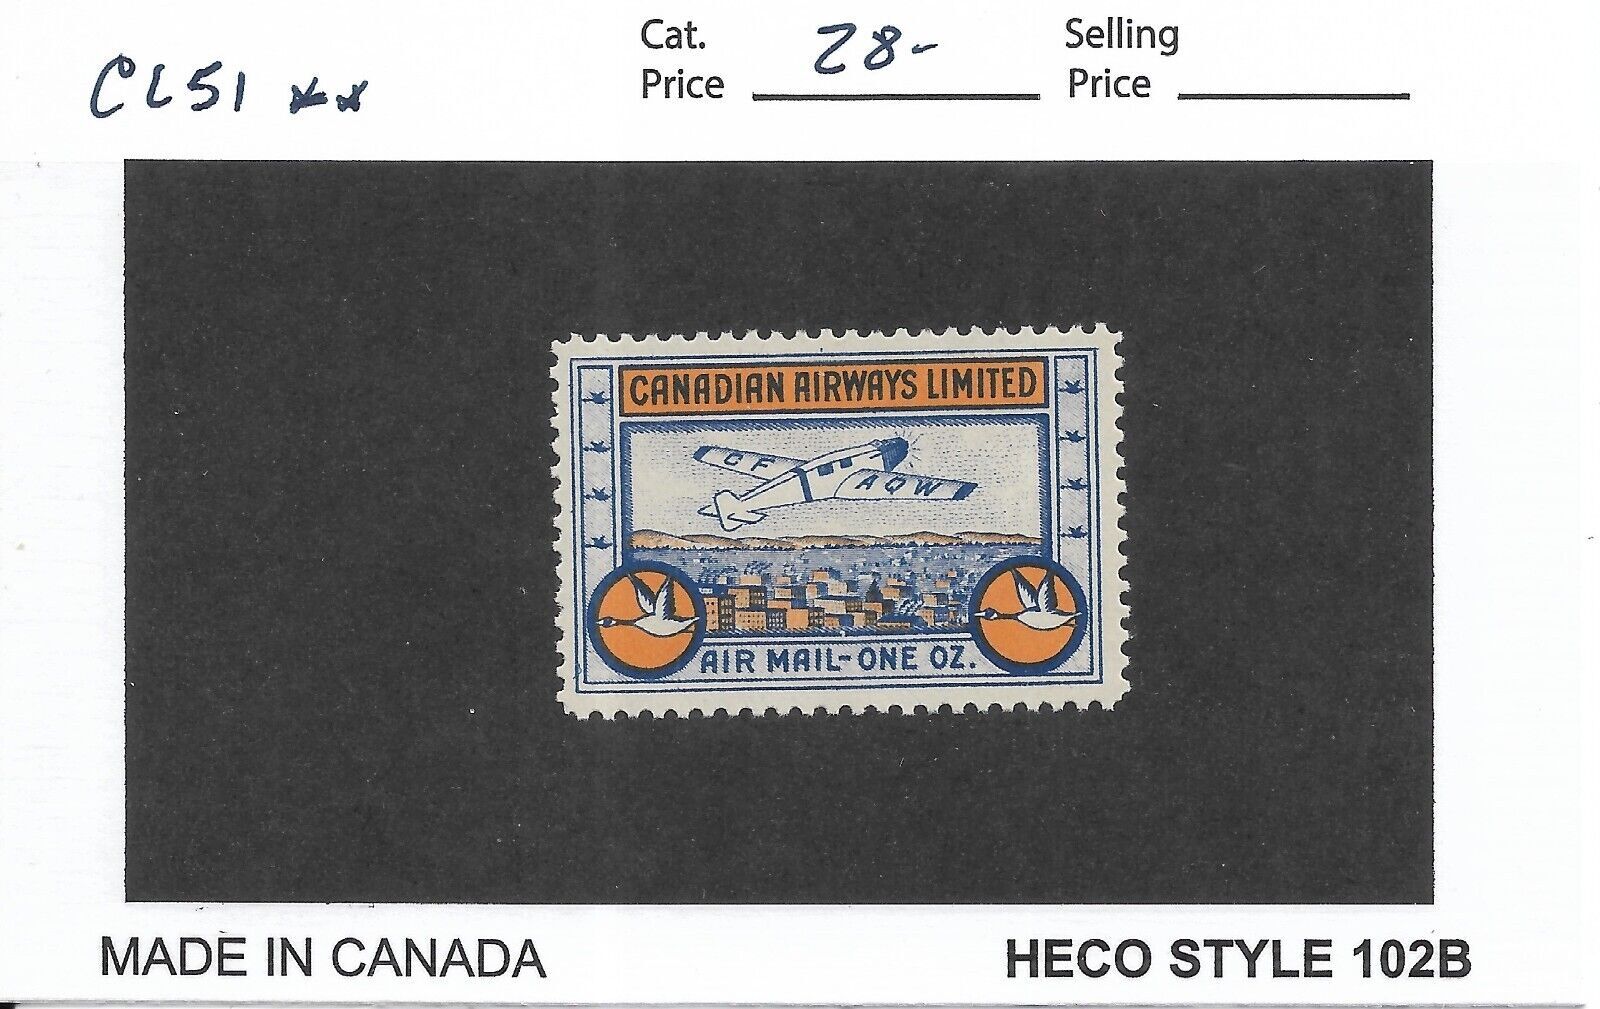 CL51 **
Cat. Price 28-
Selling Price
CANADIAN AIRWAYS LIMITED
CF
AQW
AIR MAIL-ONE OZ.
MADE IN CANADA
HECO STYLE 102B